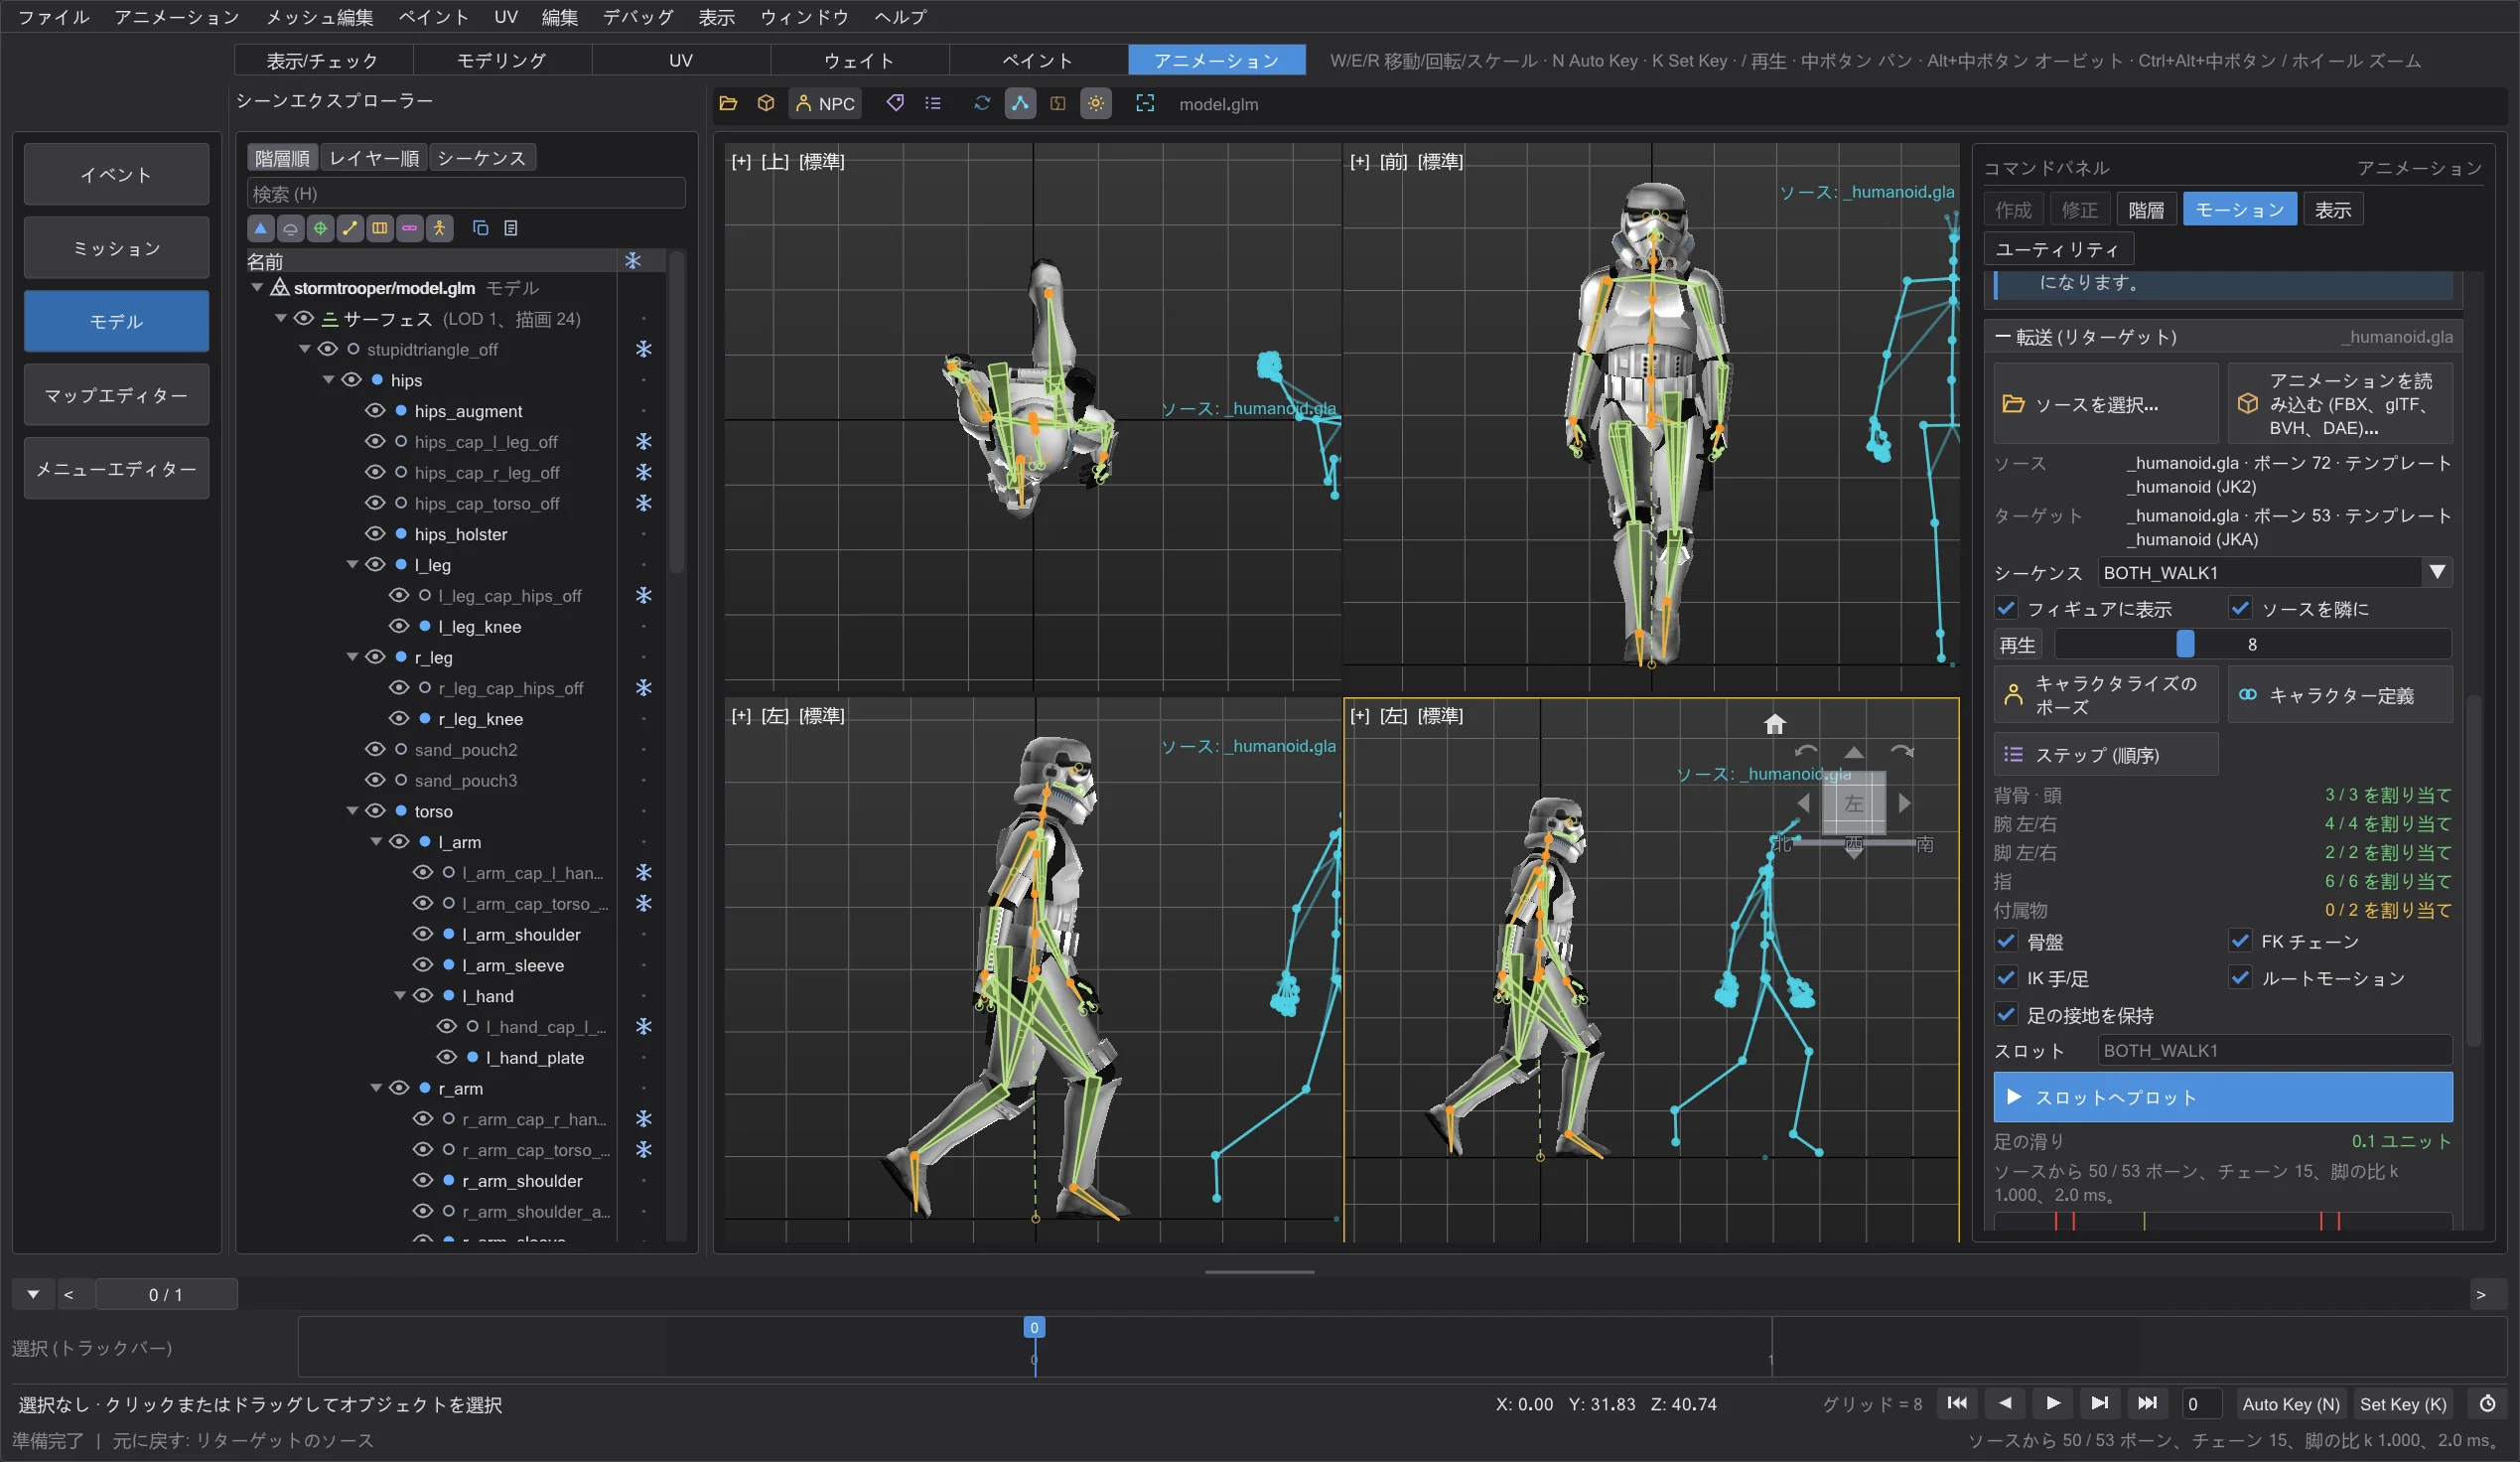 ファイル アニメーション メッシュ編集 ペイント UV 編集 デバッグ 表示 ウィンドウ ヘルプ
表示/チェック モデリング UV ウェイト ペイント アニメーション W/E/R 移動/回転/スケール · N Auto Key · K Set Key · / 再生 · 中ボタン パン · Alt+中ボタン オービット · Ctrl+Alt+中ボタン / ホイール ズーム
シーンエクスプローラー
NPC model.glm
イベント
ミッション
モデル
マップエディター
メニューエディター
階層順 レイヤー順 シーケンス
検索 (H)
名前
stormtrooper/model.glm モデル
サーフェス (LOD 1、描画 24)
stupidtriangle_off
hips
hips_augment
hips_cap_l_leg_off
hips_cap_r_leg_off
hips_cap_torso_off
hips_holster
l_leg
l_leg_cap_hips_off
l_leg_knee
r_leg
r_leg_cap_hips_off
r_leg_knee
sand_pouch2
sand_pouch3
torso
l_arm
l_arm_cap_l_han...
l_arm_cap_torso_...
l_arm_shoulder
l_arm_sleeve
l_hand
l_hand_cap_l_...
l_hand_plate
r_arm
r_arm_cap_r_han...
r_arm_cap_torso_...
r_arm_shoulder
r_arm_shoulder_a...
[+] [上] [標準]
ソース: _humanoid.gla
[+] [前] [標準]
ソース: _humanoid.gla
[+] [左] [標準]
ソース: _humanoid.gla
[+] [左] [標準]
ソース: _humanoid.gla
左
北 西 南
コマンドパネル アニメーション
作成 修正 階層 モーション 表示
ユーティリティ
になります。
転送 (リターゲット) _humanoid.gla
ソースを選択...
アニメーションを読
み込む (FBX、glTF、
BVH、DAE)...
ソース _humanoid.gla · ボーン 72 · テンプレート
_humanoid (JK2)
ターゲット _humanoid.gla · ボーン 53 · テンプレート
_humanoid (JKA)
シーケンス BOTH_WALK1
フィギュアに表示 ソースを隣に
再生 8
キャラクタライズの
ポーズ
キャラクター定義
ステップ (順序)
背骨 · 頭 3 / 3 を割り当て
腕 左/右 4 / 4 を割り当て
脚 左/右 2 / 2 を割り当て
指 6 / 6 を割り当て
付属物 0 / 2 を割り当て
骨盤 FK チェーン
IK 手/足 ルートモーション
足の接地を保持
スロット BOTH_WALK1
スロットへプロット
足の滑り 0.1 ユニット
ソースから 50 / 53 ボーン、チェーン 15、脚の比 k
1.000、2.0 ms。
< 0 / 1 >
選択 (トラックバー) 0
0 1
選択なし · クリックまたはドラッグしてオブジェクトを選択 X: 0.00 Y: 31.83 Z: 40.74 グリッド = 8 0 Auto Key (N) Set Key (K)
準備完了 | 元に戻す: リターゲットのソース ソースから 50 / 53 ボーン、チェーン 15、脚の比 k 1.000、2.0 ms。